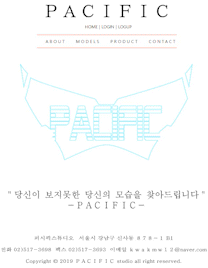 PACIFIC
HOME | LOGIN | LOGUP
ABOUT MODELS PRODUCT CONTACT
PACIFIC
"당신이 보지못한 당신의 모습을 찾아드립니다"
-PACIFIC-
퍼시픽스튜디오 서울시 강남구 신사동 878-1 B1
전화 02)517-3698 팩스 02)517-3693 이메일 kwakmw12@naver.com
Copyright © 2010 PACIFIC studio all right reserved.